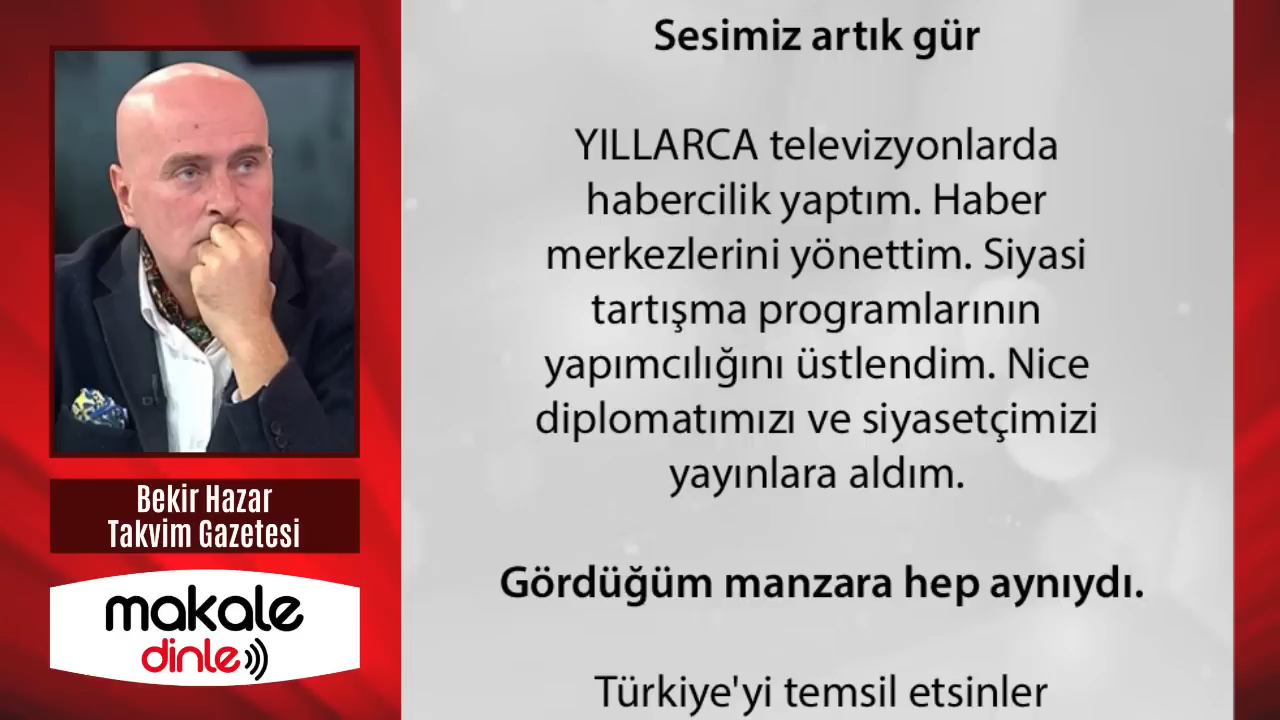 Sesimiz artık gür
YILLARCA televizyonlarda
habercilik yaptım. Haber
merkezlerini yönettim. Siyasi
tartışma programlarının
yapımcılığını üstlendim. Nice
diplomatımızı ve siyasetçimizi
yayınlara aldım.
Gördüğüm manzara hep aynıydı.
Türkiye'yi temsil etsinler
Bekir Hazar
Takvim Gazetesi
makale
dinle